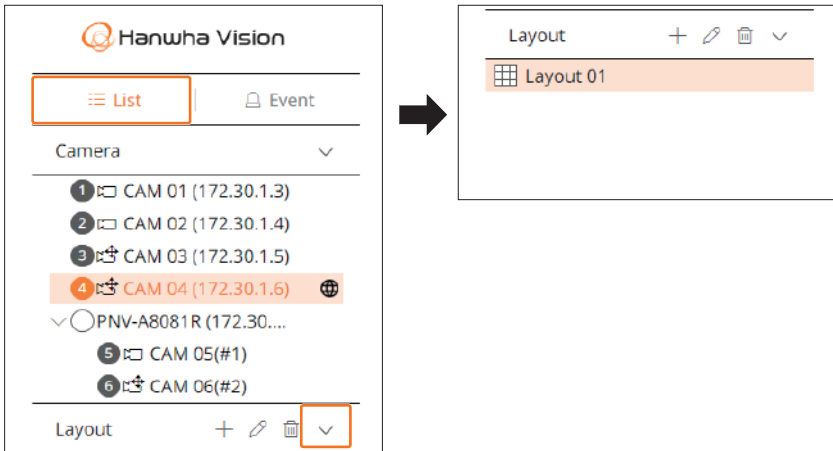 Hanwha Vision
List
Event
Camera
1 CAM 01 (172.30.1.3)
2 CAM 02 (172.30.1.4)
3 CAM 03 (172.30.1.5)
4 CAM 04 (172.30.1.6)
PNV-A8081R (172.30....
5 CAM 05(#1)
6 CAM 06(#2)
Layout
Layout
Layout 01